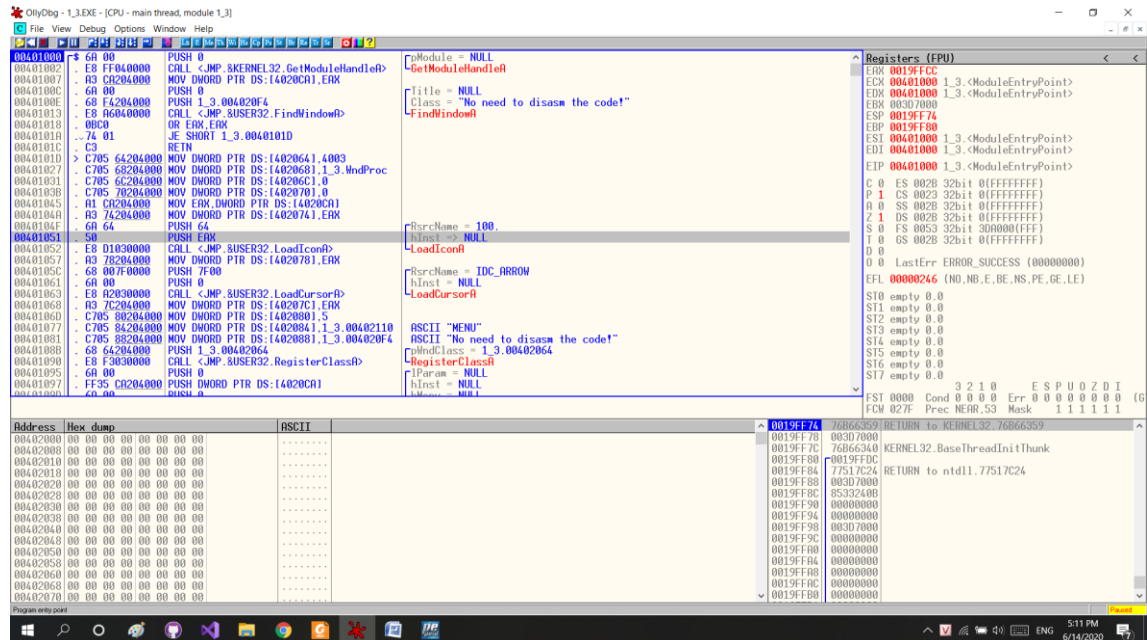 OllyDbg - 1_3.EXE - [CPU - main thread, module 1_3]
File View Debug Options Window Help
00401000 $ 6A 00 PUSH 0 pModule = NULL
00401002 . E8 FF040000 CALL <JMP.&KERNEL32.GetModuleHandleA> GetModuleHandleA
00401007 . A3 CA204000 MOV DWORD PTR DS:[4020CA],EAX
0040100C . 6A 00 PUSH 0 Title = NULL
0040100E . 68 F4204000 PUSH 1_3.004020F4 Class = "No need to disasm the code!"
00401013 . E8 A6040000 CALL <JMP.&USER32.FindWindowA> FindWindowA
00401018 . 0BC0 OR EAX,EAX
0040101A . 74 01 JE SHORT 1_3.0040101D
0040101C . C3 RETN
0040101D > C705 64204000 MOV DWORD PTR DS:[402064],4003
00401027 . C705 68204000 MOV DWORD PTR DS:[402068],1_3.WndProc
00401031 . C705 6C204000 MOV DWORD PTR DS:[40206C],0
0040103B . C705 70204000 MOV DWORD PTR DS:[402070],0
00401045 . A1 CA204000 MOV EAX,DWORD PTR DS:[4020CA]
0040104A . A3 74204000 MOV DWORD PTR DS:[402074],EAX
0040104F . 6A 64 PUSH 64 RsrcName = 100.
00401051 . 50 PUSH EAX hInst => NULL
00401052 . E8 D1030000 CALL <JMP.&USER32.LoadIconA> LoadIconA
00401057 . A3 78204000 MOV DWORD PTR DS:[402078],EAX
0040105C . 68 007F0000 PUSH 7F00 RsrcName = IDC_ARROW
00401061 . 6A 00 PUSH 0 hInst = NULL
00401063 . E8 A2030000 CALL <JMP.&USER32.LoadCursorA> LoadCursorA
00401068 . A3 7C204000 MOV DWORD PTR DS:[40207C],EAX
0040106D . C705 80204000 MOV DWORD PTR DS:[402080],5
00401077 . C705 84204000 MOV DWORD PTR DS:[402084],1_3.00402110 ASCII "MENU"
00401081 . C705 88204000 MOV DWORD PTR DS:[402088],1_3.004020F4 ASCII "No need to disasm the code!"
0040108B . 68 64204000 PUSH 1_3.00402064 pWndClass = 1_3.00402064
00401090 . E8 F3030000 CALL <JMP.&USER32.RegisterClassA> RegisterClassA
00401095 . 6A 00 PUSH 0 lParam = NULL
00401097 . FF35 CA204000 PUSH DWORD PTR DS:[4020CA] hInst = NULL
Registers (FPU) < <
EAX 0019FFCC
ECX 00401000 1_3.<ModuleEntryPoint>
EDX 00401000 1_3.<ModuleEntryPoint>
EBX 003D7000
ESP 0019FF74
EBP 0019FF80
ESI 00401000 1_3.<ModuleEntryPoint>
EDI 00401000 1_3.<ModuleEntryPoint>
EIP 00401000 1_3.<ModuleEntryPoint>
C 0 ES 002B 32bit 0(FFFFFFFF)
P 1 CS 0023 32bit 0(FFFFFFFF)
A 0 SS 002B 32bit 0(FFFFFFFF)
Z 1 DS 002B 32bit 0(FFFFFFFF)
S 0 FS 0053 32bit 3DA000(FFF)
T 0 GS 002B 32bit 0(FFFFFFFF)
D 0
O 0 LastErr ERROR_SUCCESS (00000000)
EFL 00000246 (NO,NB,E,BE,NS,PE,GE,LE)
ST0 empty 0.0
ST1 empty 0.0
ST2 empty 0.0
ST3 empty 0.0
ST4 empty 0.0
ST5 empty 0.0
ST6 empty 0.0
ST7 empty 0.0
3 2 1 0 E S P U O Z D I
FST 0000 Cond 0 0 0 0 Err 0 0 0 0 0 0 0 0 (G
FCW 027F Prec NEAR,53 Mask 1 1 1 1 1 1
Address Hex dump ASCII
00402000 00 00 00 00 00 00 00 00 ........
00402008 00 00 00 00 00 00 00 00 ........
00402010 00 00 00 00 00 00 00 00 ........
00402018 00 00 00 00 00 00 00 00 ........
00402020 00 00 00 00 00 00 00 00 ........
00402028 00 00 00 00 00 00 00 00 ........
00402030 00 00 00 00 00 00 00 00 ........
00402038 00 00 00 00 00 00 00 00 ........
00402040 00 00 00 00 00 00 00 00 ........
00402048 00 00 00 00 00 00 00 00 ........
00402050 00 00 00 00 00 00 00 00 ........
00402058 00 00 00 00 00 00 00 00 ........
00402060 00 00 00 00 00 00 00 00 ........
00402068 00 00 00 00 00 00 00 00 ........
00402070 00 00 00 00 00 00 00 00 ........
0019FF74 76B66359 RETURN to KERNEL32.76B66359
0019FF78 003D7000
0019FF7C 76B66340 KERNEL32.BaseThreadInitThunk
0019FF80 0019FFDC
0019FF84 77517C24 RETURN to ntdll.77517C24
0019FF88 003D7000
0019FF8C 8533240B
0019FF90 00000000
0019FF94 00000000
0019FF98 003D7000
0019FF9C 00000000
0019FFA0 00000000
0019FFA4 00000000
0019FFA8 00000000
0019FFAC 00000000
0019FFB0 00000000
Program entry point
Paused
ENG
5:11 PM
6/14/2020